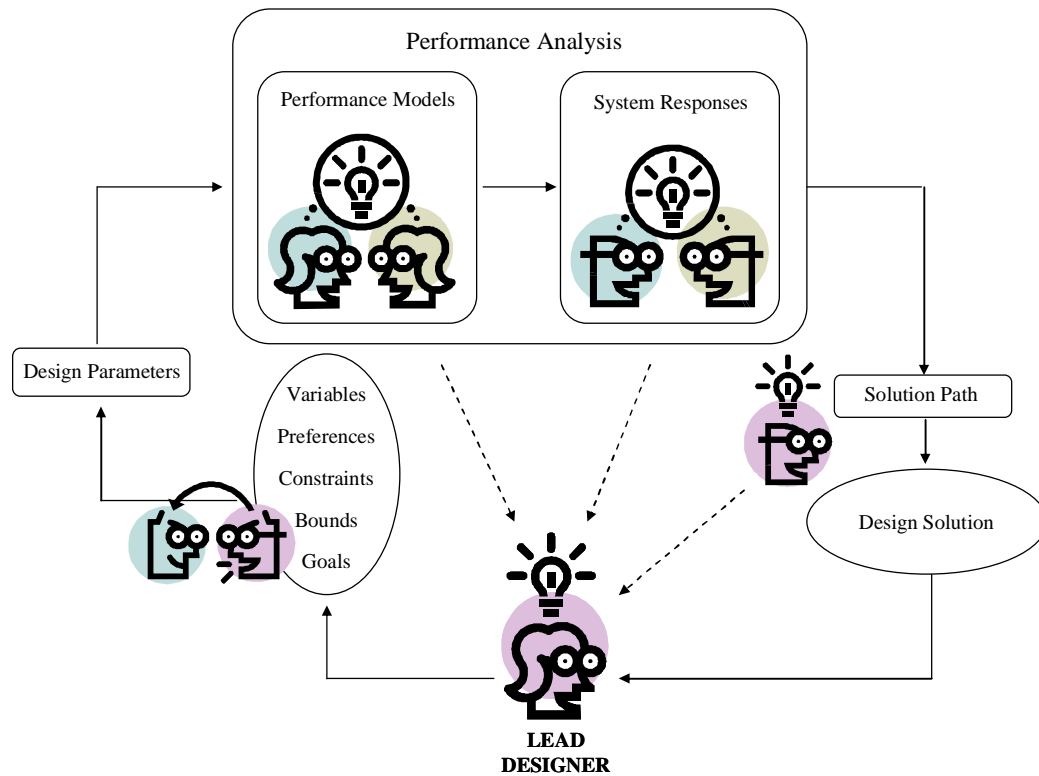 Performance Analysis
Performance Models
System Responses
Design Parameters
Variables
Preferences
Constraints
Bounds
Goals
Solution Path
Design Solution
LEAD
DESIGNER